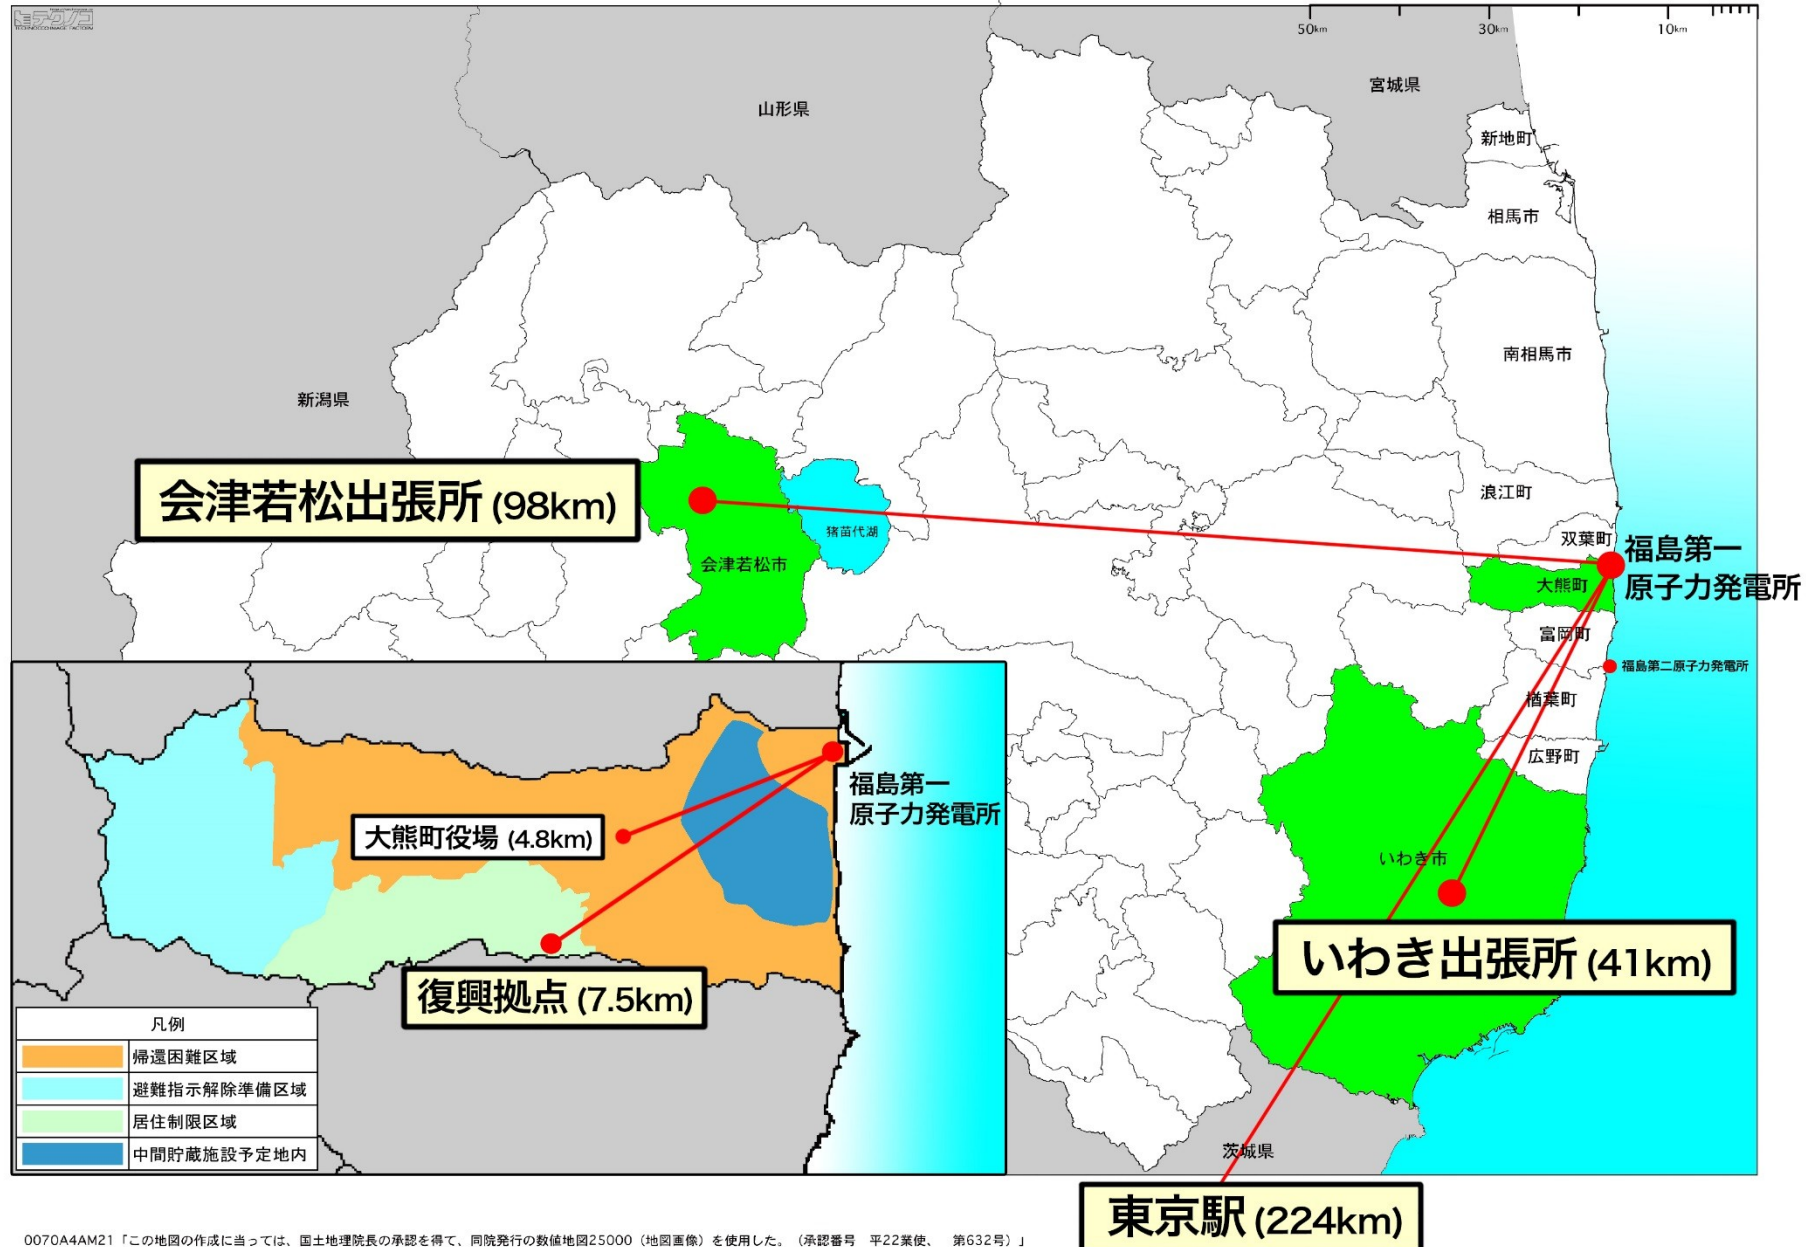 テクノコ
TECHNOCO IMAGE FACTORY
50km
30km
10km
宮城県
山形県
新地町
相馬市
南相馬市
新潟県
浪江町
会津若松出張所 (98km)
猪苗代湖
双葉町
福島第一
原子力発電所
会津若松市
大熊町
富岡町
福島第二原子力発電所
楢葉町
広野町
福島第一
原子力発電所
大熊町役場 (4.8km)
いわき市
いわき出張所 (41km)
復興拠点 (7.5km)
凡例
帰還困難区域
避難指示解除準備区域
居住制限区域
中間貯蔵施設予定地内
茨城県
東京駅 (224km)
0070A4AM21「この地図の作成に当っては、国土地理院長の承認を得て、同院発行の数値地図25000（地図画像）を使用した。（承認番号 平22業使、 第632号）」